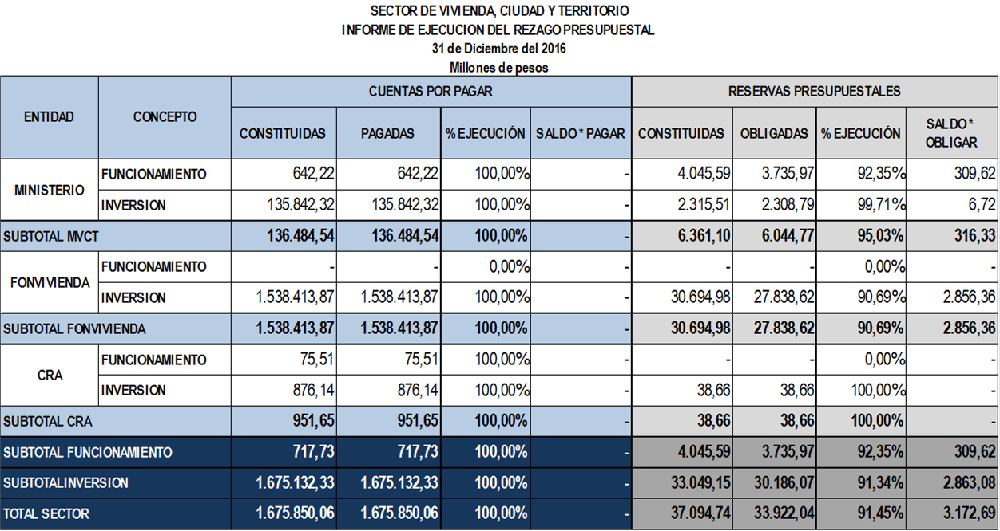 SECTOR DE VIVIENDA, CIUDAD Y TERRITORIO
INFORME DE EJECUCION DEL REZAGO PRESUPUESTAL
31 de Diciembre del 2016
Millones de pesos
ENTIDAD CONCEPTO CUENTAS POR PAGAR RESERVAS PRESUPUESTALES
CONSTITUIDAS PAGADAS % EJECUCIÓN SALDO * PAGAR CONSTITUIDAS OBLIGADAS % EJECUCIÓN SALDO * OBLIGAR
MINISTERIO FUNCIONAMIENTO 642,22 642,22 100,00% - 4.045,59 3.735,97 92,35% 309,62
INVERSION 135.842,32 135.842,32 100,00% - 2.315,51 2.308,79 99,71% 6,72
SUBTOTAL MVCT 136.484,54 136.484,54 100,00% - 6.361,10 6.044,77 95,03% 316,33
FONVIVIENDA FUNCIONAMIENTO - - 0,00% - - - 0,00% -
INVERSION 1.538.413,87 1.538.413,87 100,00% - 30.694,98 27.838,62 90,69% 2.856,36
SUBTOTAL FONVIVIENDA 1.538.413,87 1.538.413,87 100,00% - 30.694,98 27.838,62 90,69% 2.856,36
CRA FUNCIONAMIENTO 75,51 75,51 100,00% - - - 0,00% -
INVERSION 876,14 876,14 100,00% - 38,66 38,66 100,00% -
SUBTOTAL CRA 951,65 951,65 100,00% - 38,66 38,66 100,00% -
SUBTOTAL FUNCIONAMIENTO 717,73 717,73 100,00% - 4.045,59 3.735,97 92,35% 309,62
SUBTOTAL INVERSION 1.675.132,33 1.675.132,33 100,00% - 33.049,15 30.186,07 91,34% 2.863,08
TOTAL SECTOR 1.675.850,06 1.675.850,06 100,00% - 37.094,74 33.922,04 91,45% 3.172,69